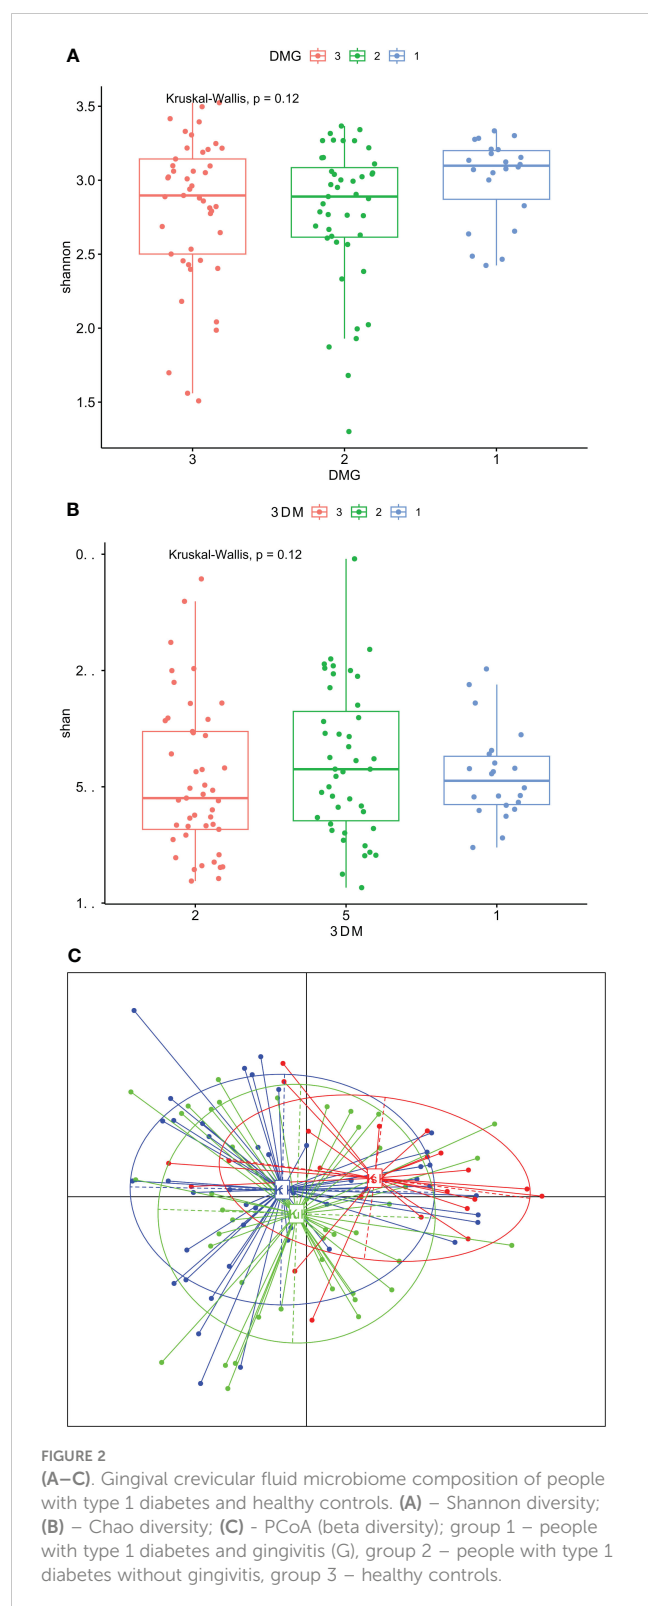 A
DMG 3 2 1
Kruskal-Wallis, p = 0.12
3.5
3.0
2.5
2.0
1.5
shannon
3 2 1
DMG
B
3DM 3 2 1
Kruskal-Wallis, p = 0.12
0. .
2. .
5. .
1. .
shan
2 5 1
3DM
C
FIGURE 2
(A–C). Gingival crevicular fluid microbiome composition of people
with type 1 diabetes and healthy controls. (A) – Shannon diversity;
(B) – Chao diversity; (C) - PCoA (beta diversity); group 1 – people
with type 1 diabetes and gingivitis (G), group 2 – people with type 1
diabetes without gingivitis, group 3 – healthy controls.